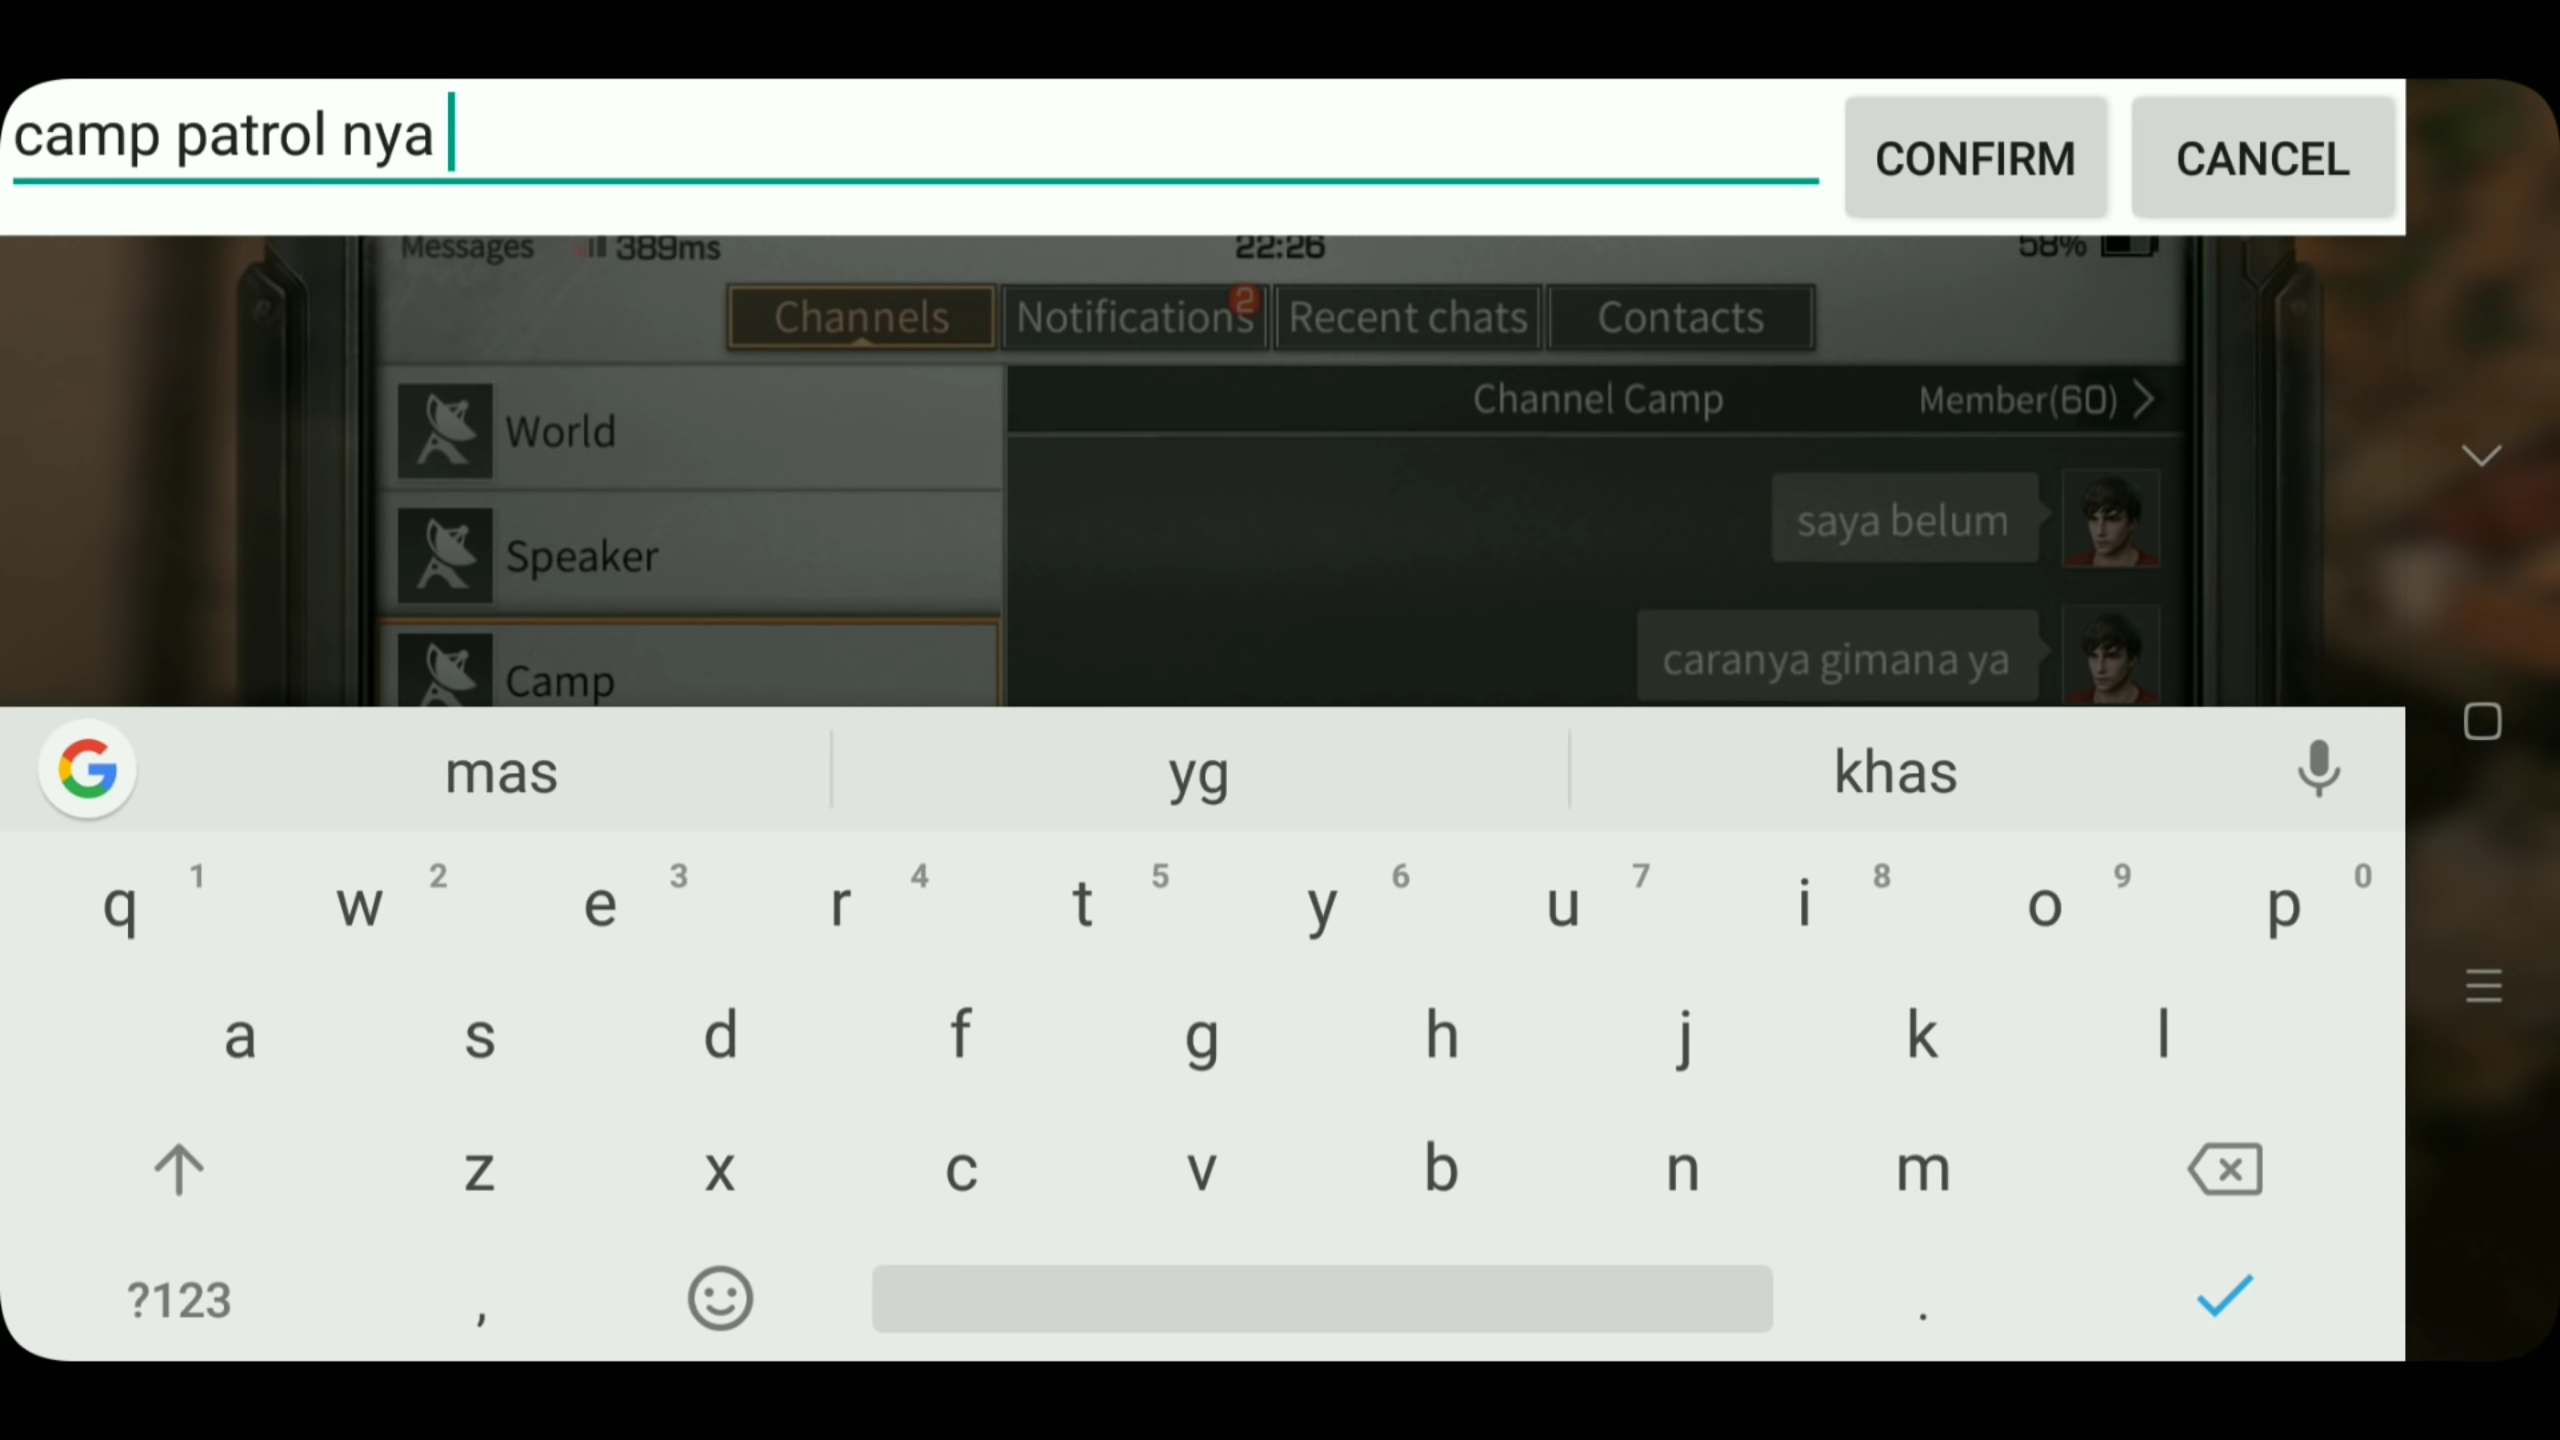 camp patrol nya
CONFIRM
CANCEL
Messages
389ms
22:26
58%
Channels
Notifications
2
Recent chats
Contacts
World
Channel Camp
Member(60)
Speaker
saya belum
Camp
caranya gimana ya
mas
yg
khas
q 1 w 2 e 3 r 4 t 5 y 6 u 7 i 8 o 9 p 0
a s d f g h j k l
z x c v b n m
?123 , .